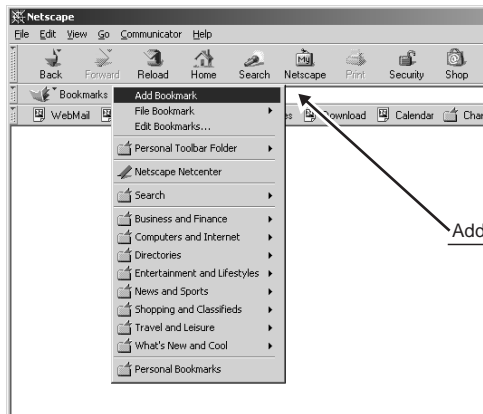 Netscape
File Edit View Go Communicator Help
Back Forward Reload Home Search Netscape Print Security Shop
My
Bookmarks
WebMail Download Calendar
Add Bookmark
File Bookmark
Edit Bookmarks...
Personal Toolbar Folder
Netscape Netcenter
Search
Business and Finance
Computers and Internet
Directories
Entertainment and Lifestyles
News and Sports
Shopping and Classifieds
Travel and Leisure
What's New and Cool
Personal Bookmarks
Add